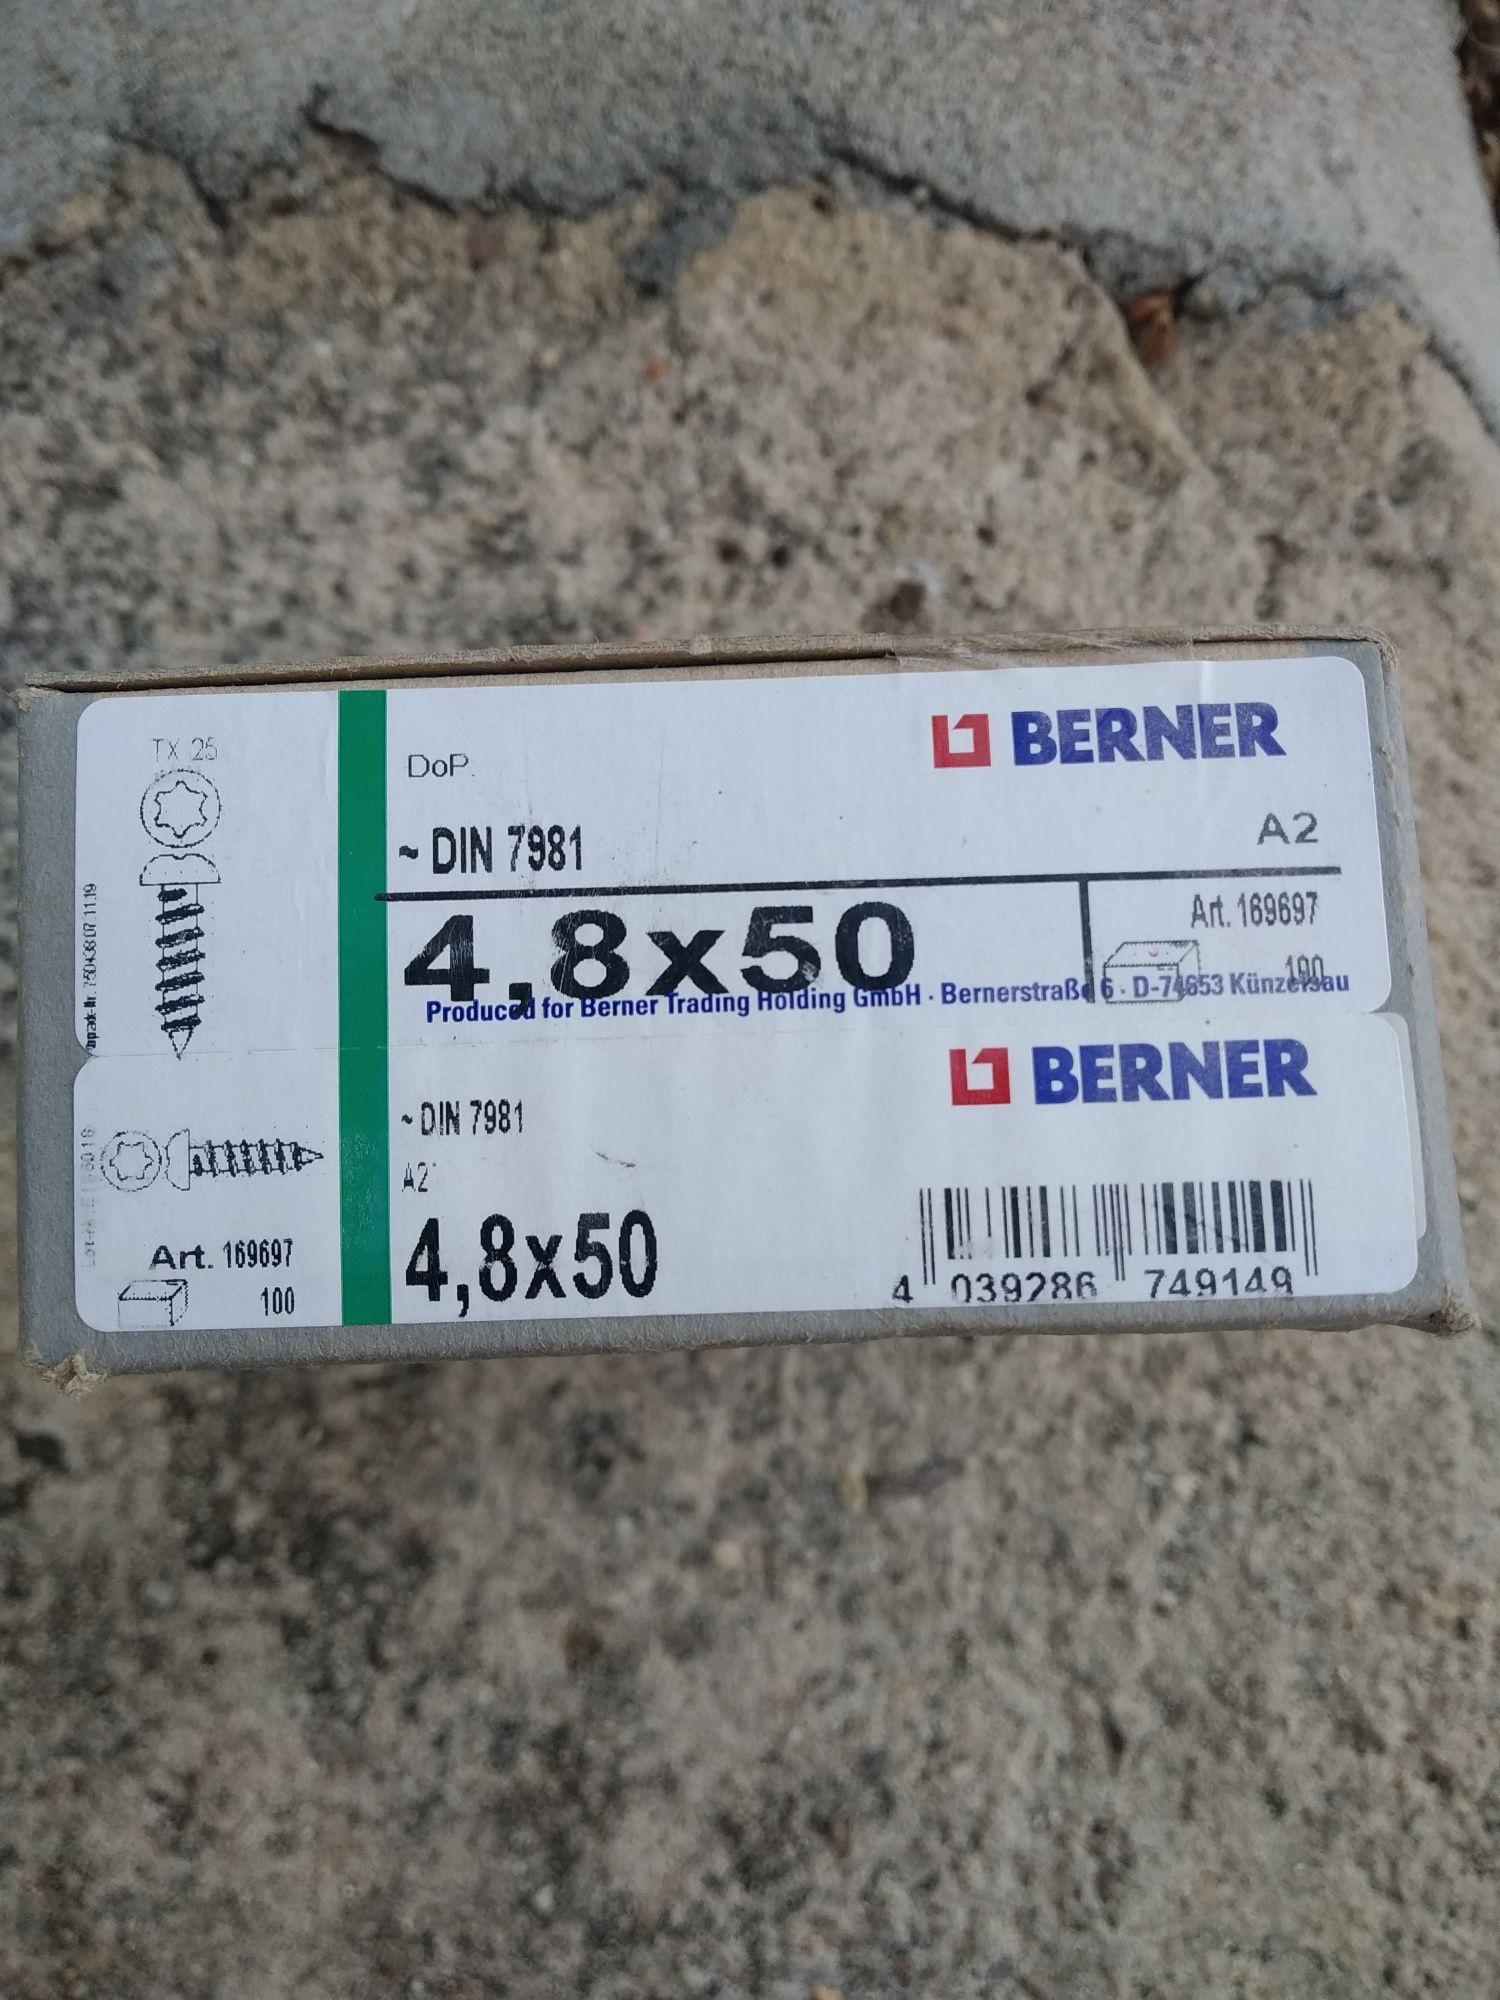 TX 25
DoP.
BERNER
~ DIN 7981
A2
4,8x50
Art. 169697
100
Produced for Berner Trading Holding GmbH · Bernerstraße 6 · D-74653 Künzelsau
BERNER
~ DIN 7981
A2
Art. 169697
100
4,8x50
4 039286 749149